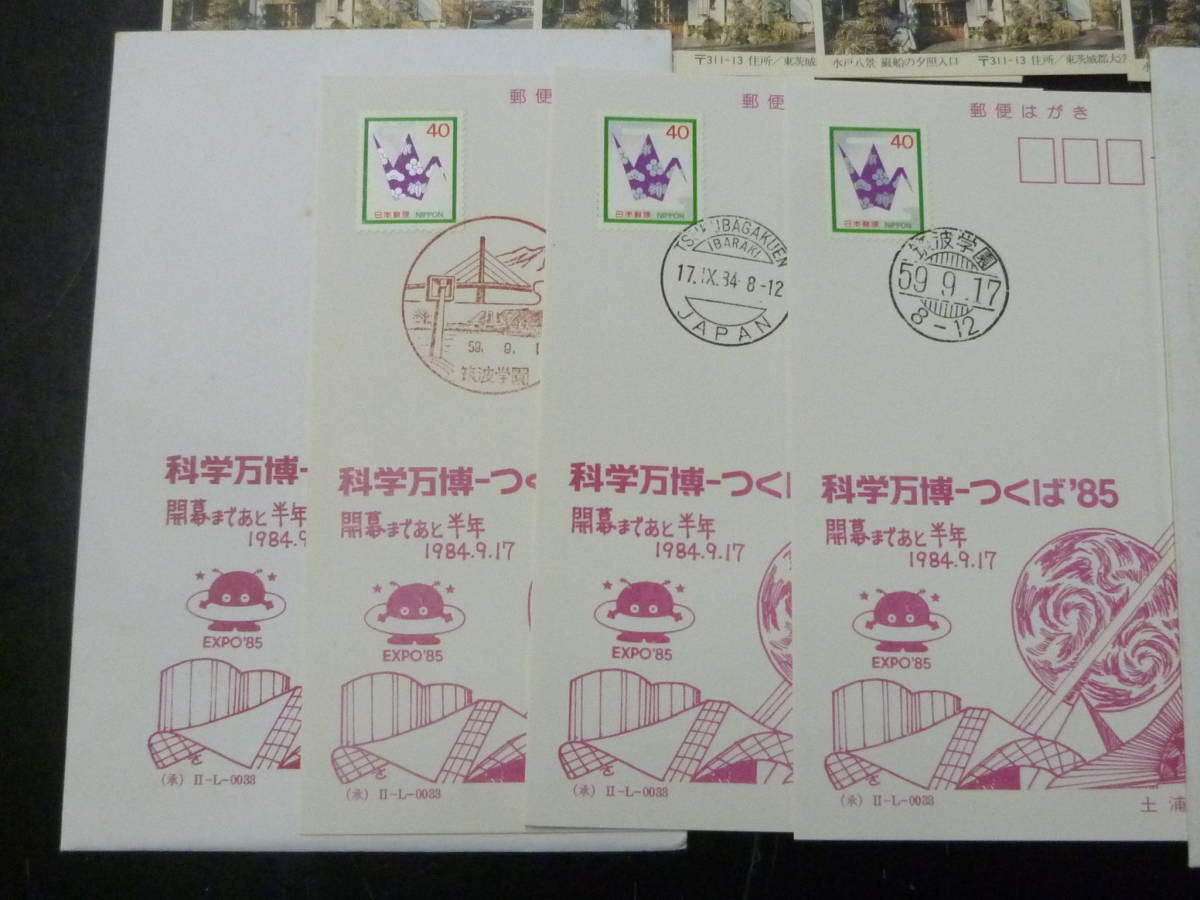 〒311-13 住所/東茨城
水戸八景 巖船の夕照入口
〒311-13 住所/東茨城郡大洗
科学万博-
開幕まであと半年
1984.9
EXPO'85
(承) II-L-0033
郵便
40
日本郵便 NIPPON
59. 9. 1
筑波学園
科学万博-つく
開幕まであと半年
1984.9.17
EXPO'85
(承) II-L-0033
郵便
40
日本郵便 NIPPON
TSUKUBAGAKUEN
IBARAKI
17.IX.84 8-12
JAPAN
科学万博-つく
開幕まであと半年
1984.9.17
EXPO'85
(承) II-L-0033
郵便はがき
40
日本郵便 NIPPON
筑波学園
59 9.17
8-12
科学万博-つくば'85
開幕まであと半年
1984.9.17
EXPO'85
(承) II-L-0033
土浦